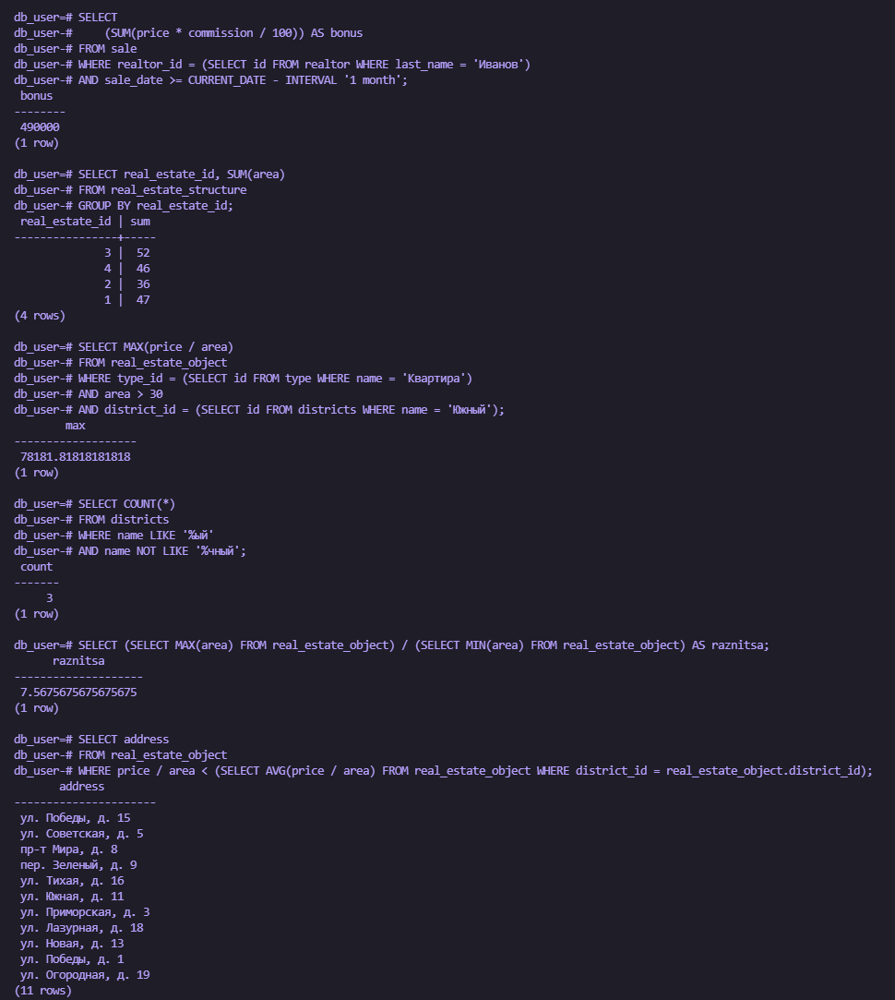 db_user=# SELECT
db_user-#     (SUM(price * commission / 100)) AS bonus
db_user-# FROM sale
db_user-# WHERE realtor_id = (SELECT id FROM realtor WHERE last_name = 'Иванов')
db_user-# AND sale_date >= CURRENT_DATE - INTERVAL '1 month';
 bonus
--------
 490000
(1 row)

db_user=# SELECT real_estate_id, SUM(area)
db_user-# FROM real_estate_structure
db_user-# GROUP BY real_estate_id;
 real_estate_id | sum
----------------+-----
              3 |  52
              4 |  46
              2 |  36
              1 |  47
(4 rows)

db_user=# SELECT MAX(price / area)
db_user-# FROM real_estate_object
db_user-# WHERE type_id = (SELECT id FROM type WHERE name = 'Квартира')
db_user-# AND area > 30
db_user-# AND district_id = (SELECT id FROM districts WHERE name = 'Южный');
        max
-------------------
 78181.81818181818
(1 row)

db_user=# SELECT COUNT(*)
db_user-# FROM districts
db_user-# WHERE name LIKE '%ый'
db_user-# AND name NOT LIKE '%чный';
 count
-------
     3
(1 row)

db_user=# SELECT (SELECT MAX(area) FROM real_estate_object) / (SELECT MIN(area) FROM real_estate_object) AS raznitsa;
      raznitsa
--------------------
 7.5675675675675675
(1 row)

db_user=# SELECT address
db_user-# FROM real_estate_object
db_user-# WHERE price / area < (SELECT AVG(price / area) FROM real_estate_object WHERE district_id = real_estate_object.district_id);
       address
----------------------
 ул. Победы, д. 15
 ул. Советская, д. 5
 пр-т Мира, д. 8
 пер. Зеленый, д. 9
 ул. Тихая, д. 16
 ул. Южная, д. 11
 ул. Приморская, д. 3
 ул. Лазурная, д. 18
 ул. Новая, д. 13
 ул. Победы, д. 1
 ул. Огородная, д. 19
(11 rows)